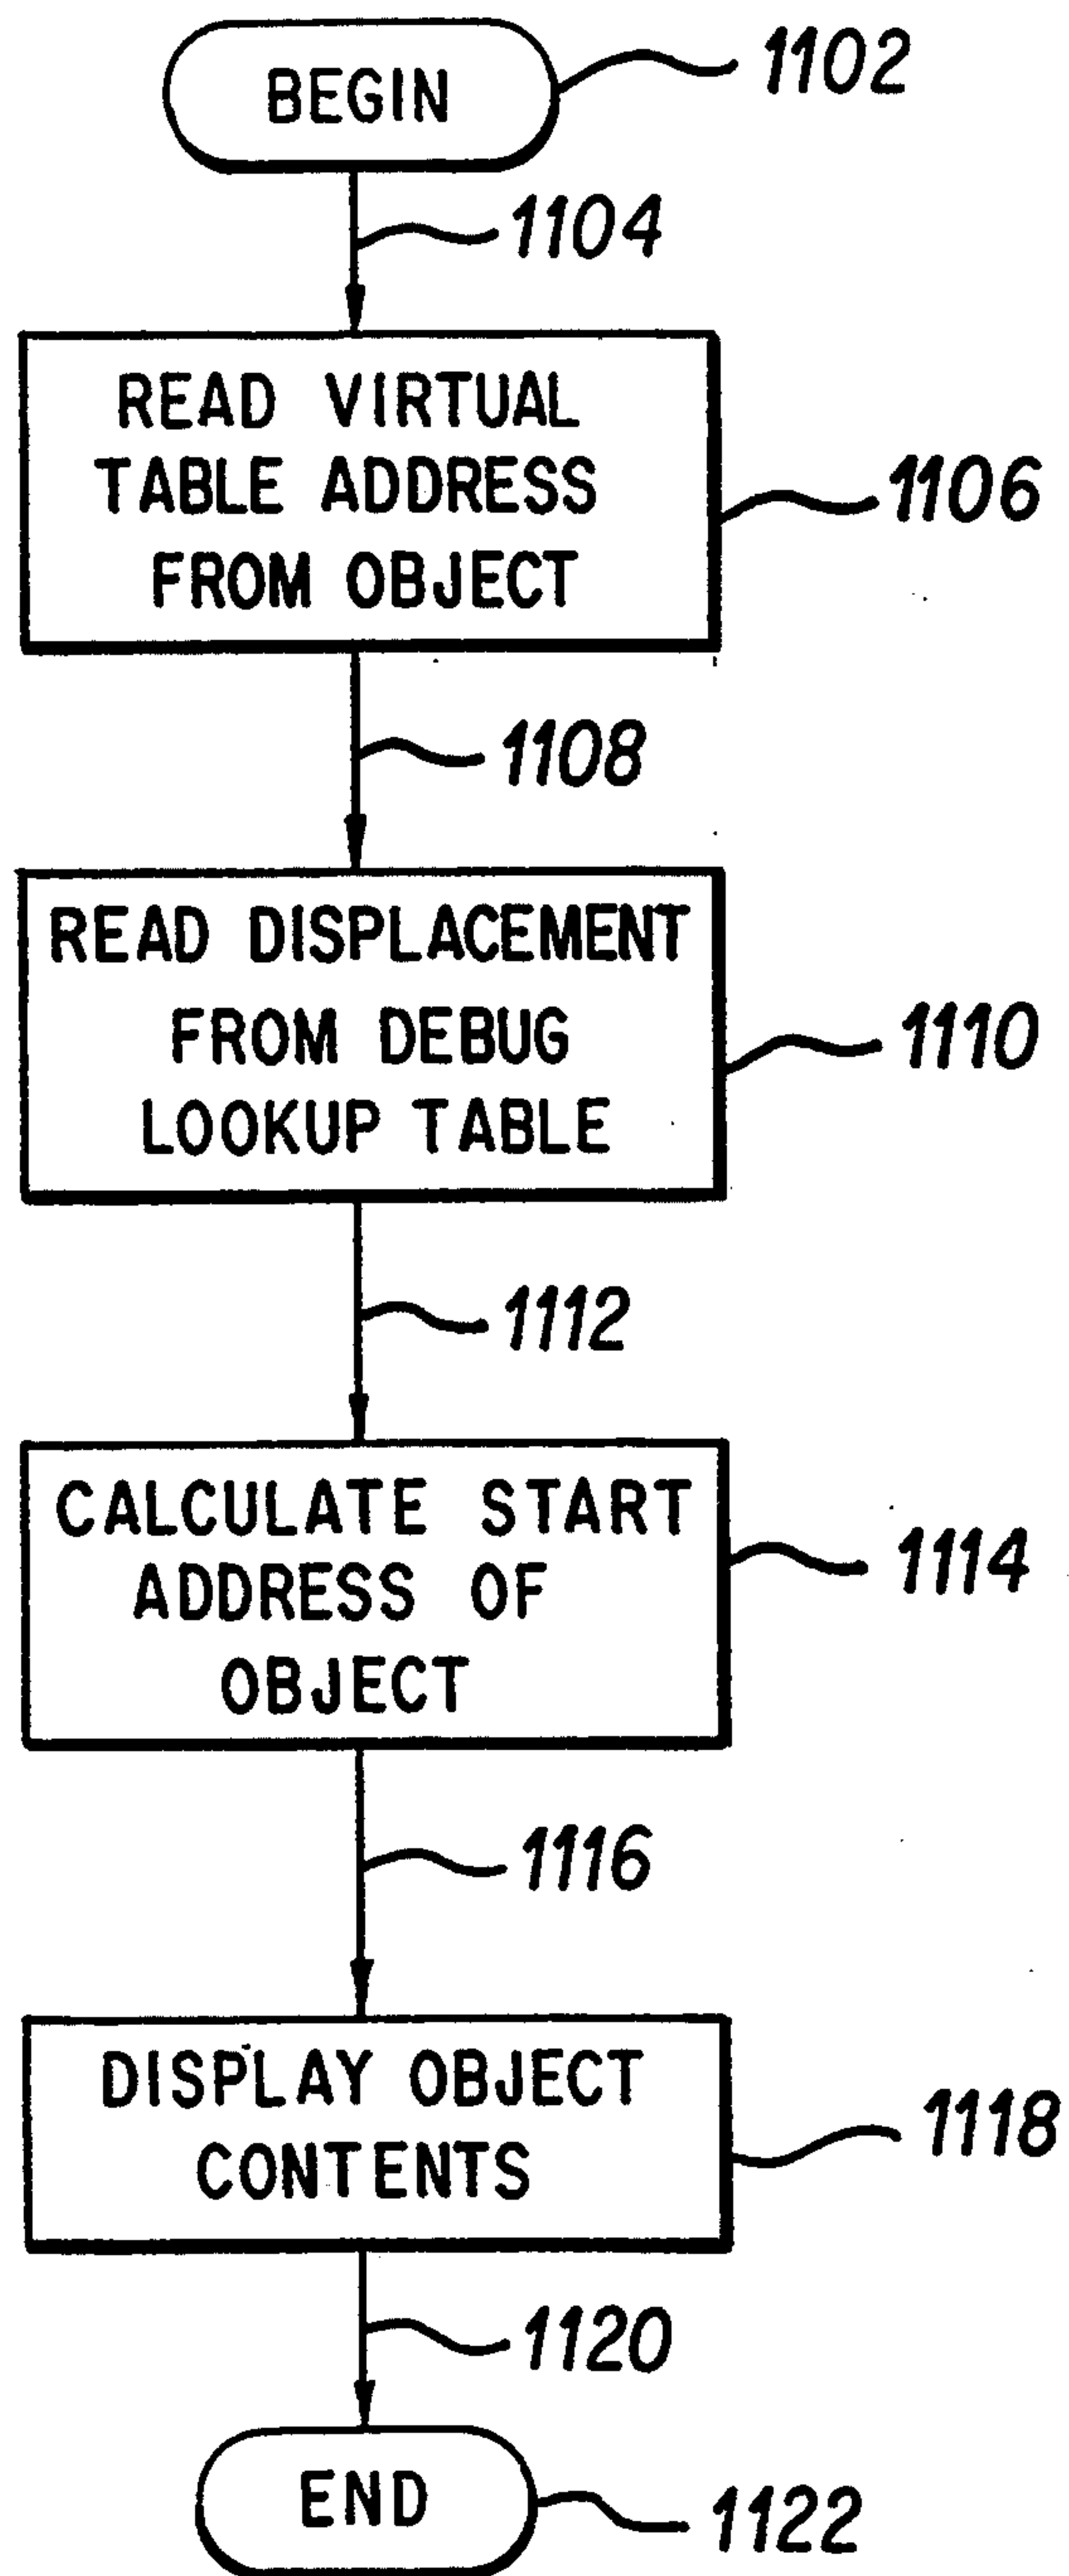 BEGIN
1102
1104
READ VIRTUAL
TABLE ADDRESS
FROM OBJECT
1106
1108
READ DISPLACEMENT
FROM DEBUG
LOOKUP TABLE
1110
1112
CALCULATE START
ADDRESS OF
OBJECT
1114
1116
DISPLAY OBJECT
CONTENTS
1118
1120
END
1122